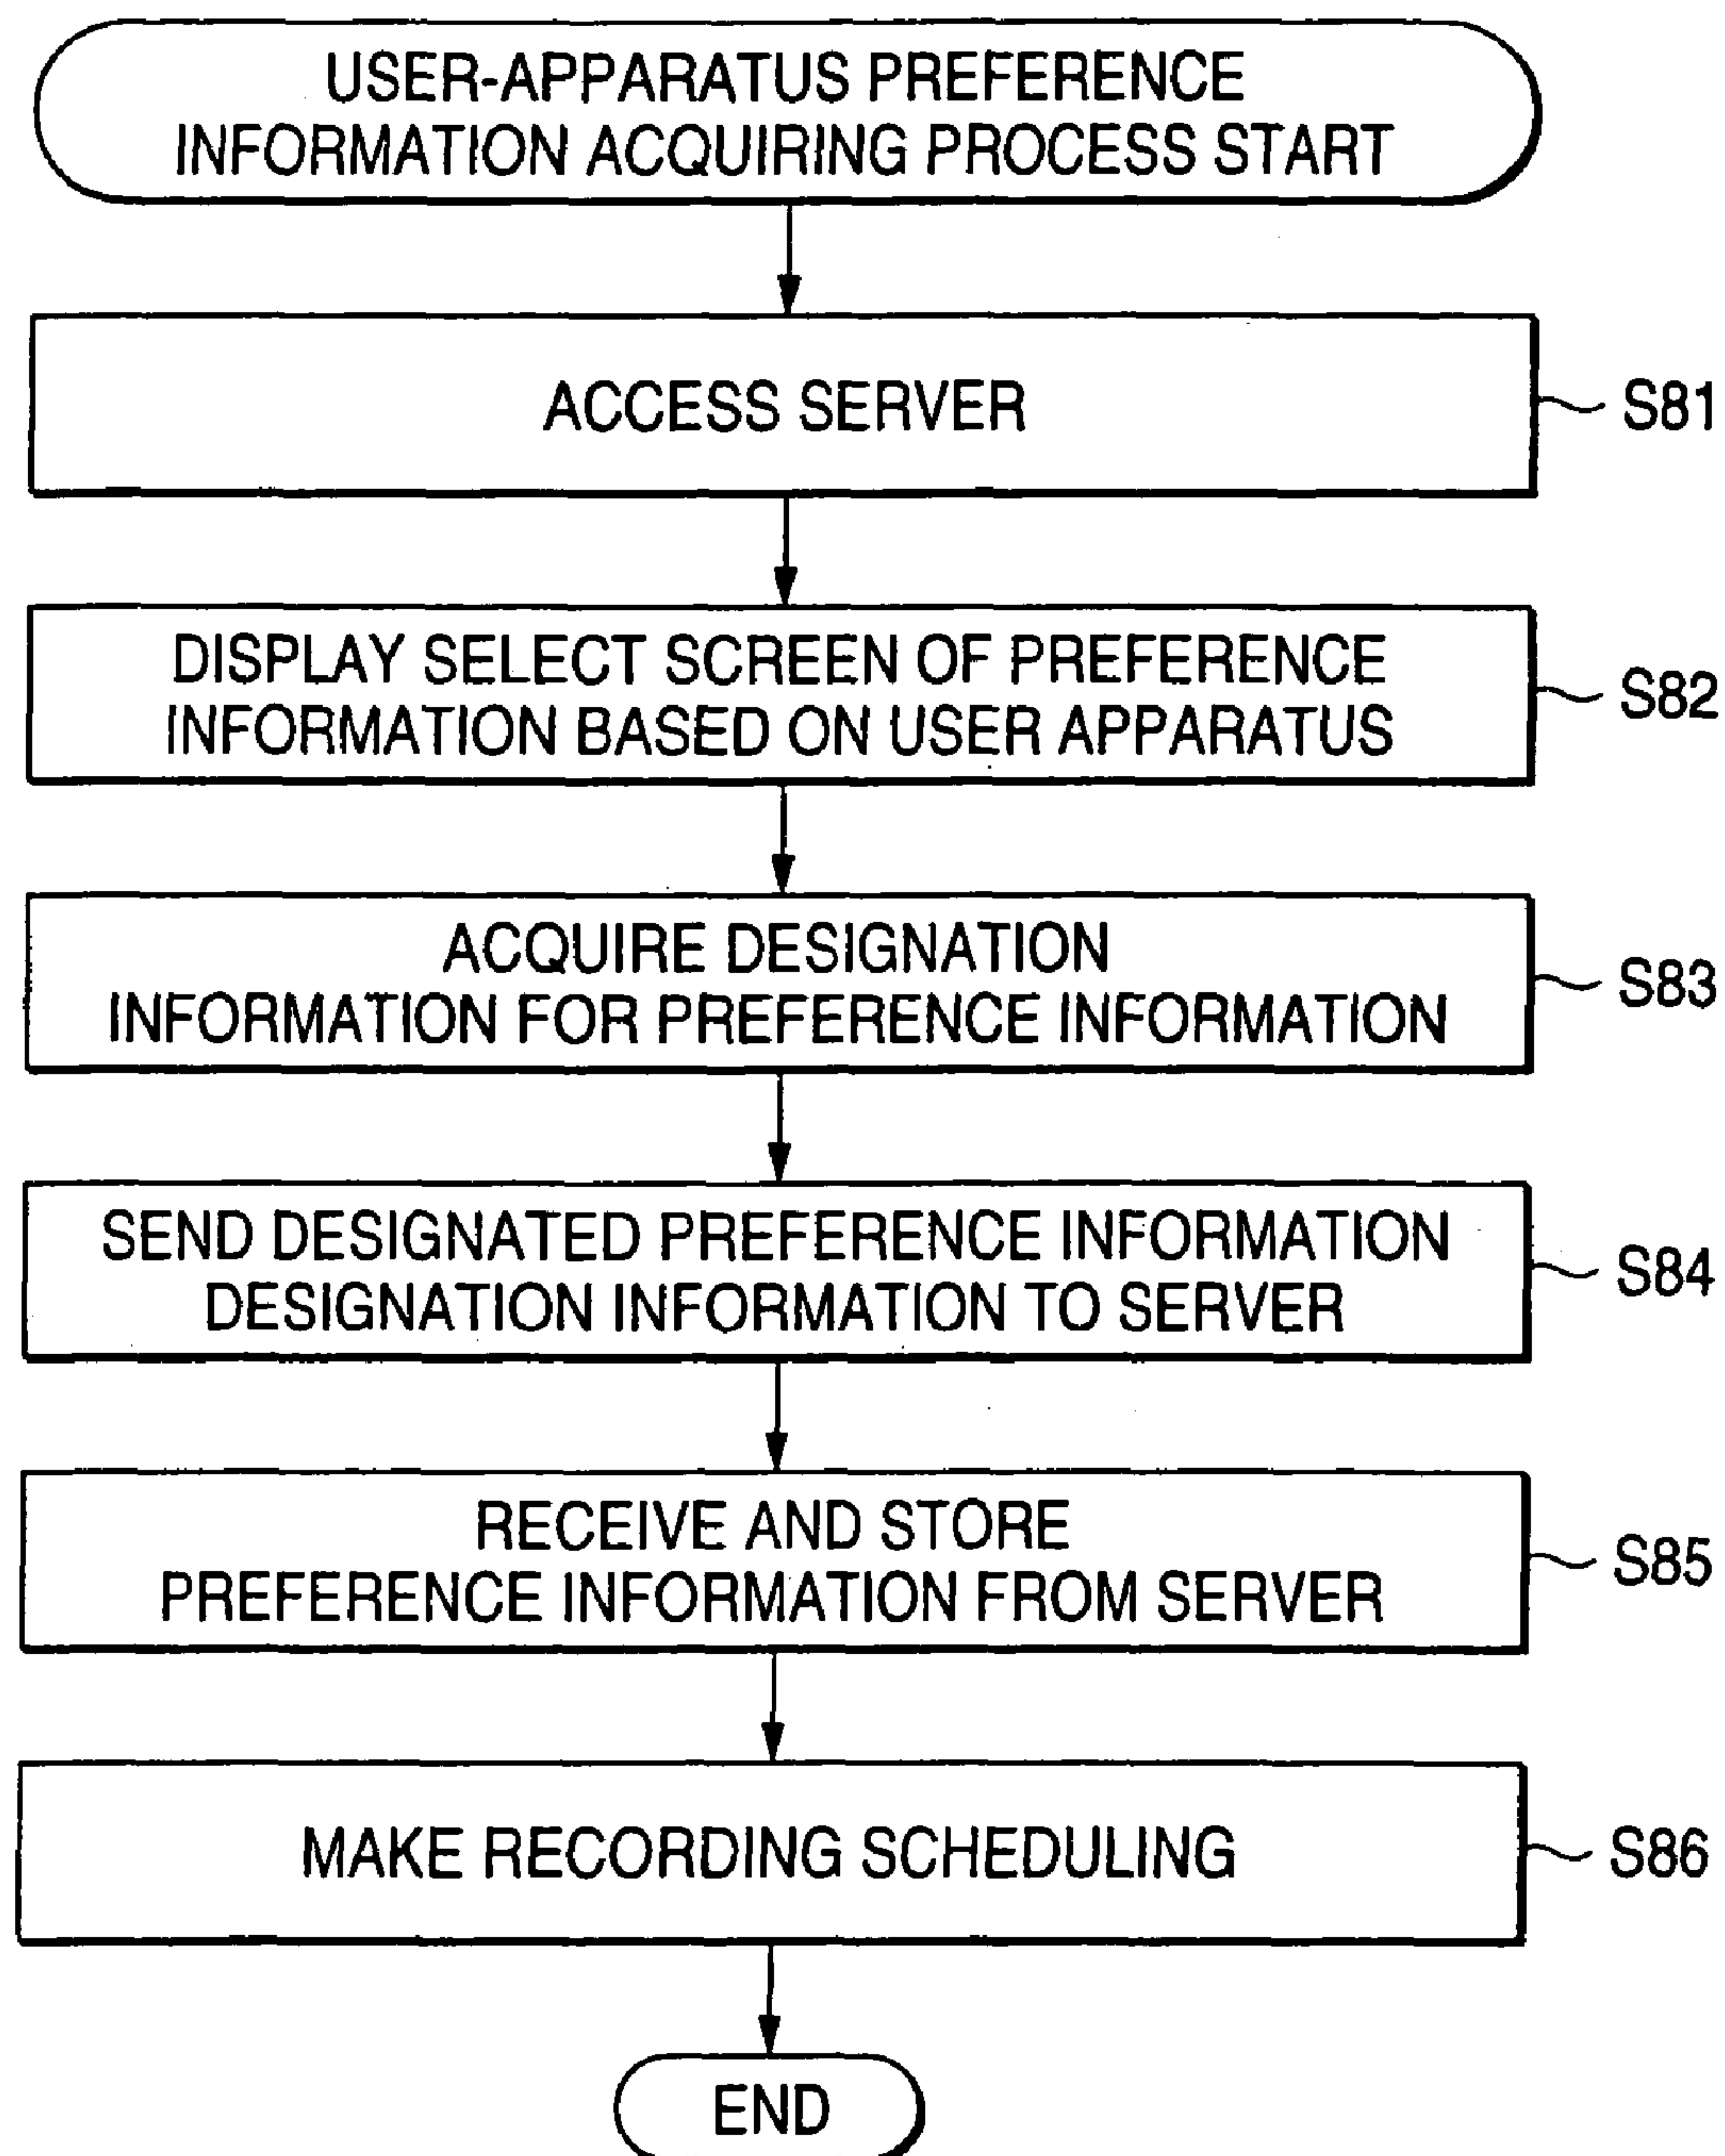 USER-APPARATUS PREFERENCE
INFORMATION ACQUIRING PROCESS START
ACCESS SERVER
S81
DISPLAY SELECT SCREEN OF PREFERENCE
INFORMATION BASED ON USER APPARATUS
S82
ACQUIRE DESIGNATION
INFORMATION FOR PREFERENCE INFORMATION
S83
SEND DESIGNATED PREFERENCE INFORMATION
DESIGNATION INFORMATION TO SERVER
S84
RECEIVE AND STORE
PREFERENCE INFORMATION FROM SERVER
S85
MAKE RECORDING SCHEDULING
S86
END